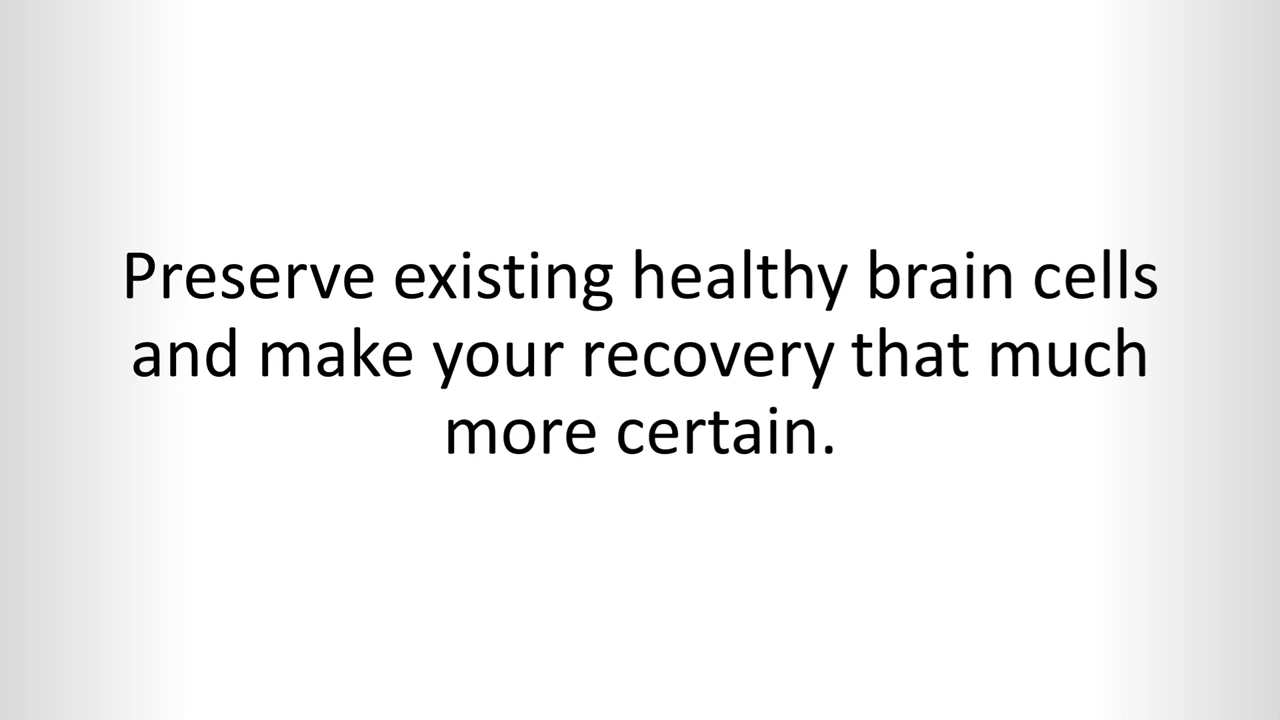 Preserve existing healthy brain cells
and make your recovery that much
more certain.